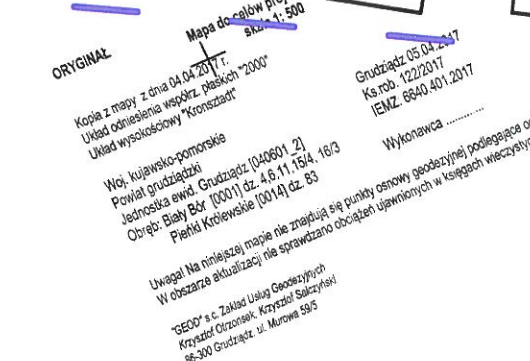 ORYGINAŁ
Mapa do celów
skala 1: 500
Kopia z mapy z dnia 04.04.2017 r.
Układ odniesienia współrz. płaskich "2000"
Układ wysokościowy "Kronsztadt"
Grudziądz 05.04.2017
Ks.rob. 122/2017
IEMZ. 6640.401.2017
Wykonawca ............
Woj. kujawsko-pomorskie
Powiat grudziądzki
Jednostka ewid. Grudziądz [040601_2]
Obręb: Biały Bór [0001] dz. 4,6,11,15/4, 16/3
Pieńki Królewskie [0014] dz. 83
Uwaga! Na niniejszej mapie nie znajdują się punkty osnowy geodezyjnej podlegające
W obszarze aktualizacji nie sprawdzano obciążeń ujawnionych w księgach
"GEOD" s.c. Zakład Usług Geodezyjnych
Krzysztof Otrzonsek, Krzysztof Salczyński
86-300 Grudziądz, ul. Murowa 59/5